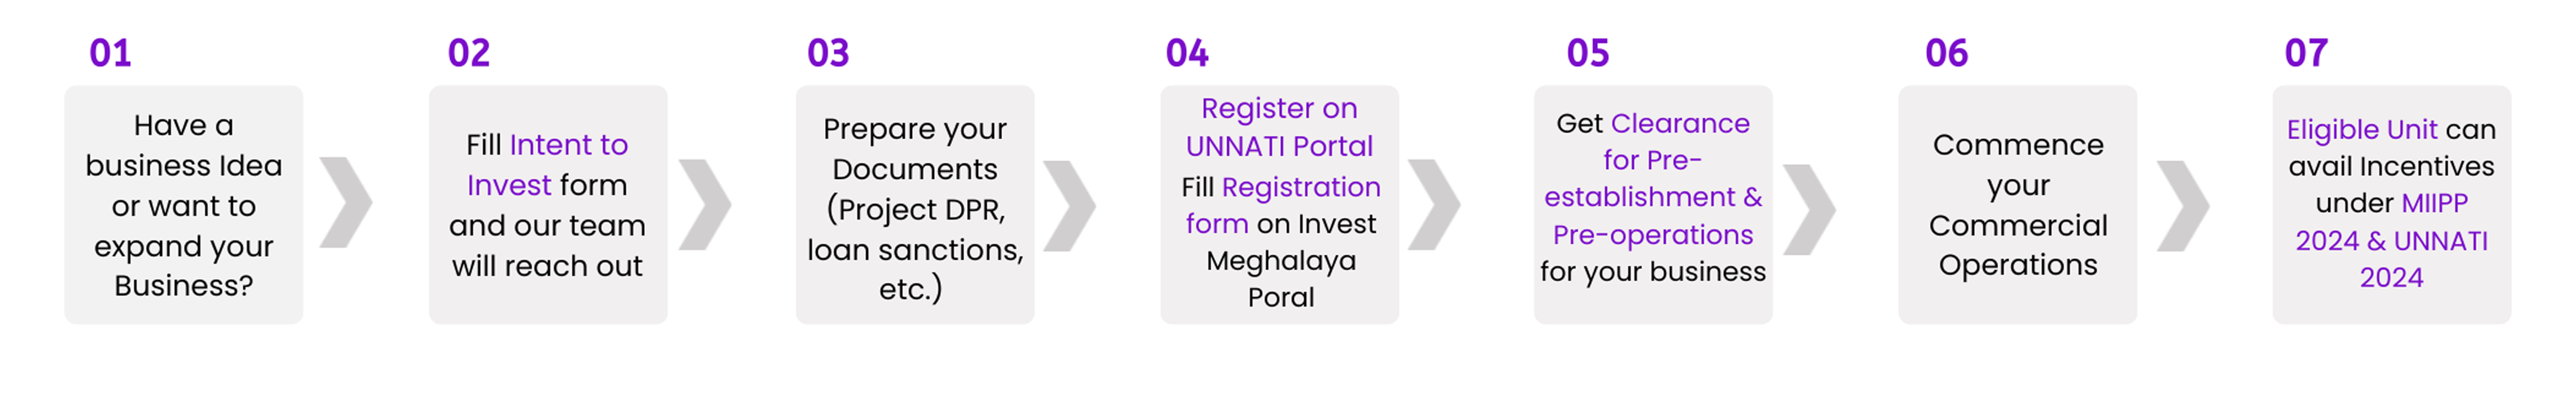 01
Have a
business Idea
or want to
expand your
Business?
02
Fill Intent to
Invest form
and our team
will reach out
03
Prepare your
Documents
(Project DPR,
loan sanctions,
etc.)
04
Register on
UNNATI Portal
Fill Registration
form on Invest
Meghalaya
Poral
05
Get Clearance
for Pre-
establishment &
Pre-operations
for your business
06
Commence
your
Commercial
Operations
07
Eligible Unit can
avail Incentives
under MIIPP
2024 & UNNATI
2024